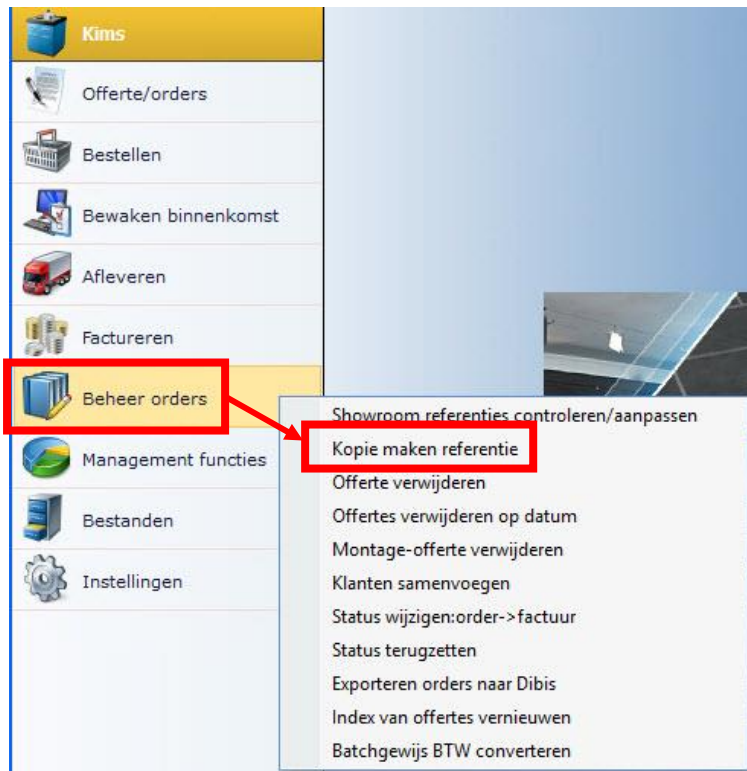 Kims
Offerte/orders
Bestellen
Bewaken binnenkomst
Afleveren
Factureren
Beheer orders
Showroom referenties controleren/aanpassen
Kopie maken referentie
Management functies
Offerte verwijderen
Offertes verwijderen op datum
Bestanden
Montage-offerte verwijderen
Instellingen
Klanten samenvoegen
Status wijzigen:order->factuur
Status terugzetten
Exporteren orders naar Dibis
Index van offertes vernieuwen
Batchgewijs BTW converteren